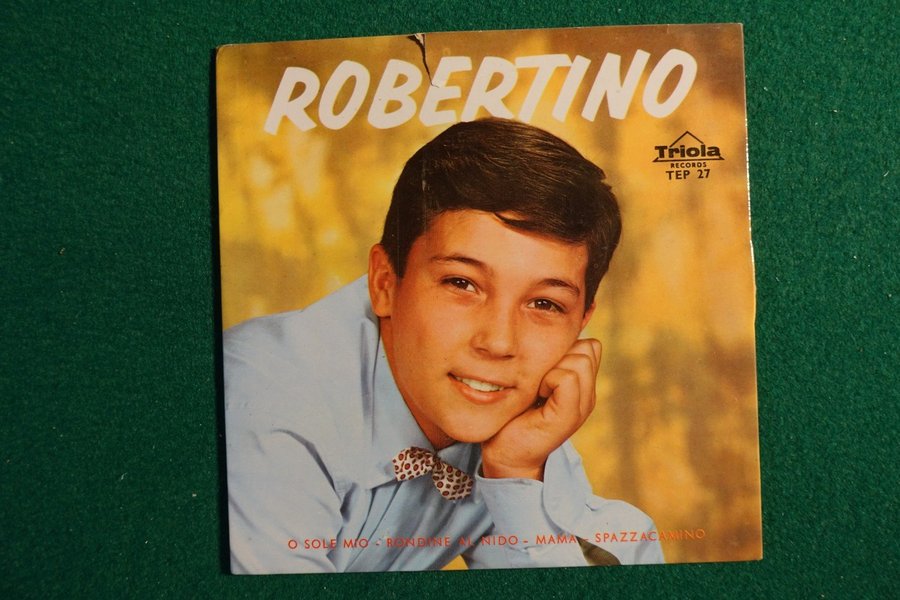 ROBERTINO
Triola
RECORDS
TEP 27
O SOLE MIO - RONDINE AL NIDO - MAMA - SPAZZACAMINO